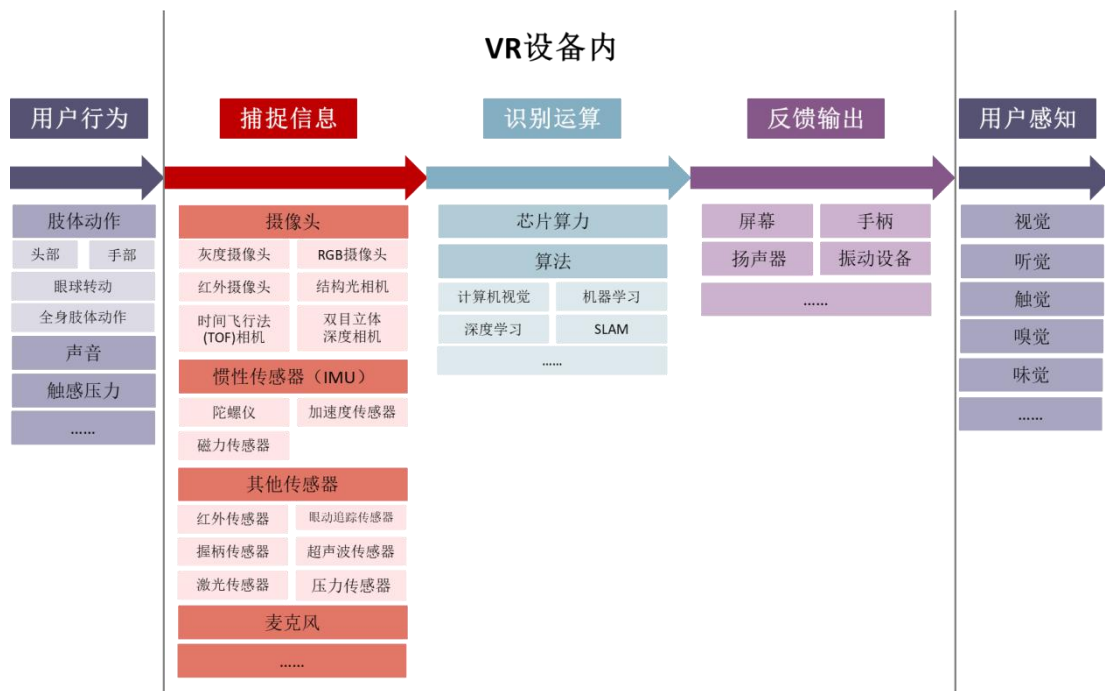 VR设备内
用户行为
捕捉信息
识别运算
反馈输出
用户感知
肢体动作
头部
手部
眼球转动
全身肢体动作
声音
触感压力
……
摄像头
灰度摄像头
RGB摄像头
红外摄像头
结构光相机
时间飞行法
(TOF)相机
双目立体
深度相机
惯性传感器（IMU）
陀螺仪
加速度传感器
磁力传感器
其他传感器
红外传感器
眼动追踪传感器
握柄传感器
超声波传感器
激光传感器
压力传感器
麦克风
……
芯片算力
算法
计算机视觉
机器学习
深度学习
SLAM
……
屏幕
手柄
扬声器
振动设备
……
视觉
听觉
触觉
嗅觉
味觉
……